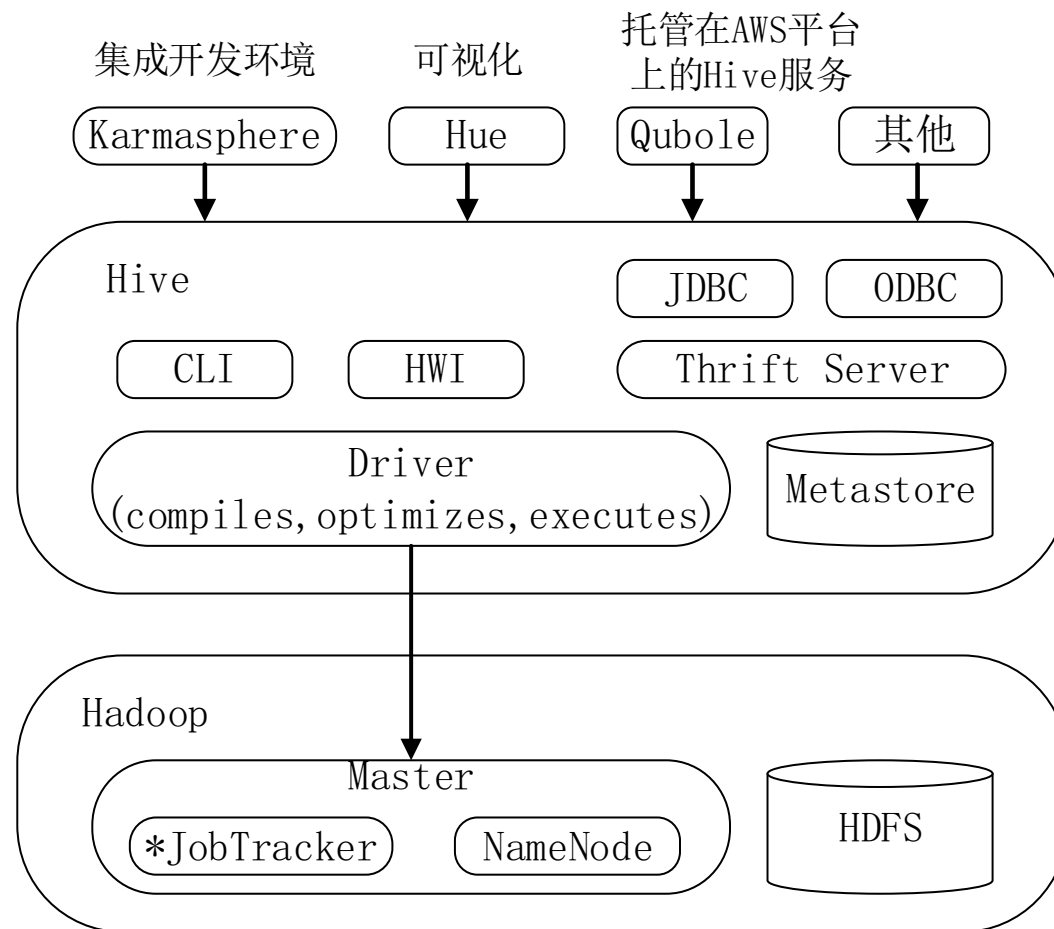 集成开发环境
可视化
托管在AWS平台
上的Hive服务
Karmasphere
Hue
Qubole
其他
Hive
JDBC
ODBC
CLI
HWI
Thrift Server
Driver
(compiles,optimizes,executes)
Metastore
Hadoop
Master
*JobTracker
NameNode
HDFS